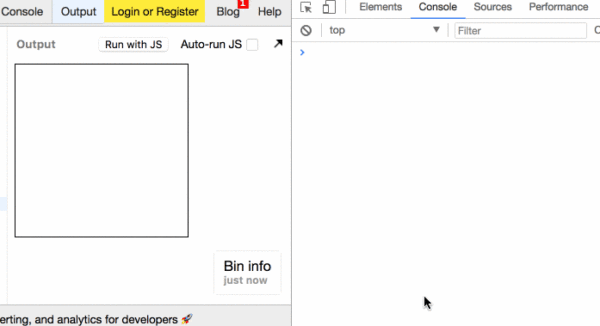 Console Output Login or Register Blog 1 Help
Output Run with JS Auto-run JS
Bin info
just now
erting, and analytics for developers 🚀
Elements Console Sources Performance
top Filter